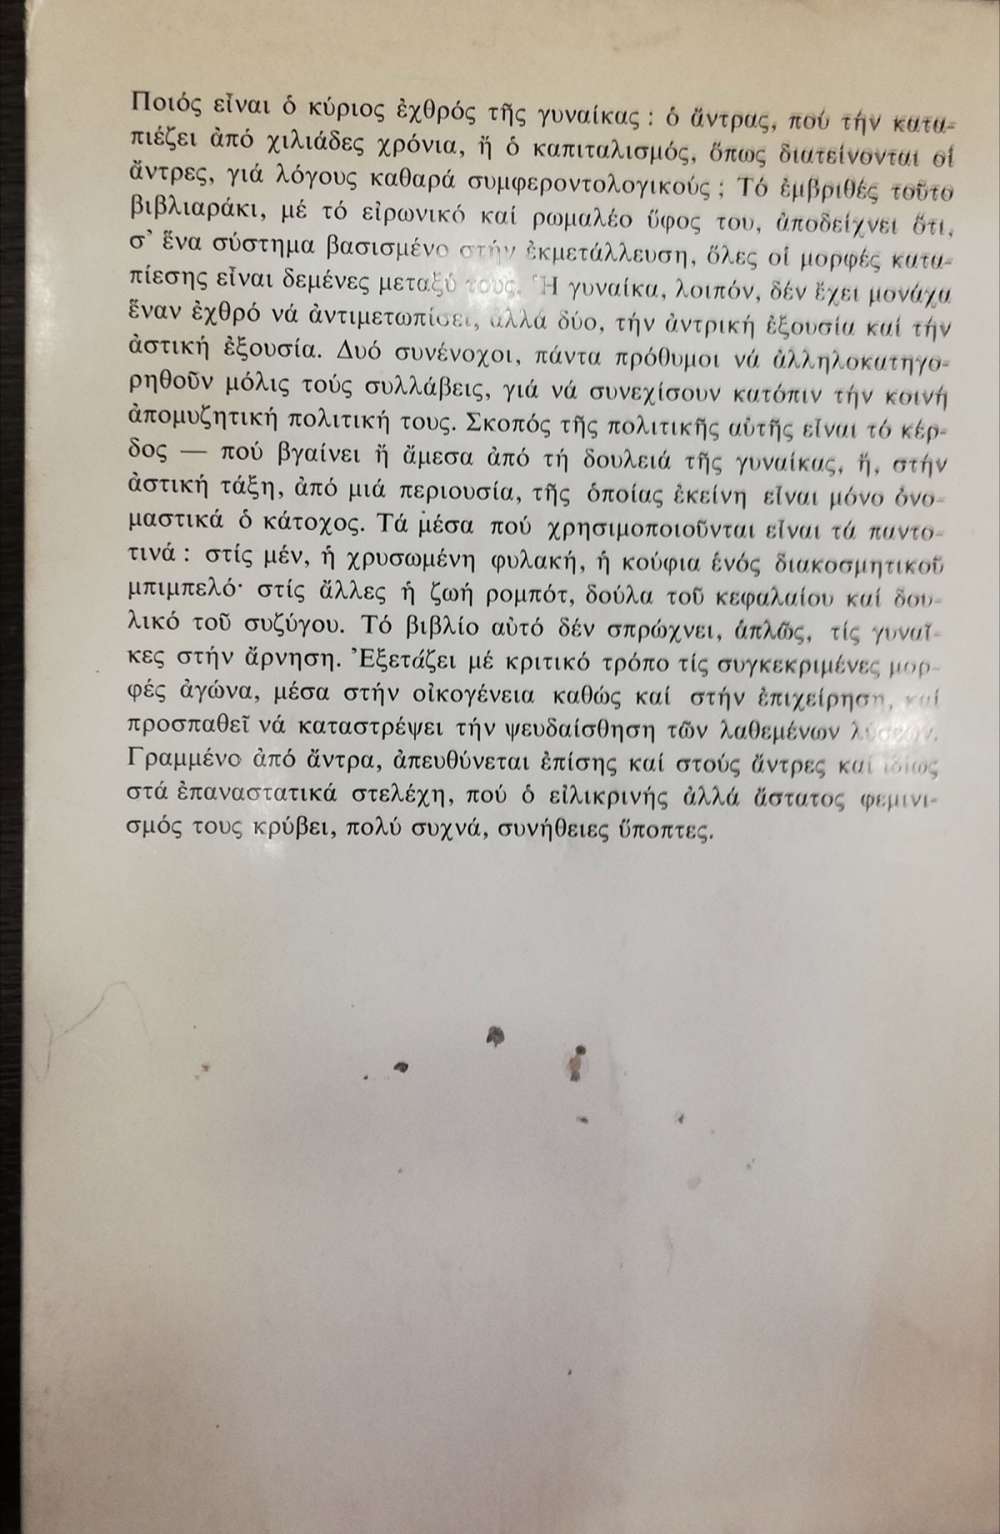 Ποιός εἶναι ὁ κύριος ἐχθρός τῆς γυναίκας : ὁ ἄντρας, πού τήν κατα-
πιέζει ἀπό χιλιάδες χρόνια, ἤ ὁ καπιταλισμός, ὅπως διατείνονται οἱ
ἄντρες, γιά λόγους καθαρά συμφεροντολογικούς ; Τό ἐμβριθές τοῦτο
βιβλιαράκι, μέ τό εἰρωνικό καί ρωμαλέο ὕφος του, ἀποδείχνει ὅτι,
σ' ἕνα σύστημα βασισμένο στήν ἐκμετάλλευση, ὅλες οἱ μορφές κατα-
πίεσης εἶναι δεμένες μεταξύ τους. Ἡ γυναίκα, λοιπόν, δέν ἔχει μονάχα
ἕναν ἐχθρό νά ἀντιμετωπίσει, ἀλλά δύο, τήν ἀντρική ἐξουσία καί τήν
ἀστική ἐξουσία. Δυό συνένοχοι, πάντα πρόθυμοι νά ἀλληλοκατηγο-
ρηθοῦν μόλις τούς συλλάβεις, γιά νά συνεχίσουν κατόπιν τήν κοινή
ἀπομυζητική πολιτική τους. Σκοπός τῆς πολιτικῆς αὐτῆς εἶναι τό κέρ-
δος — πού βγαίνει ἤ ἄμεσα ἀπό τή δουλειά τῆς γυναίκας, ἤ, στήν
ἀστική τάξη, ἀπό μιά περιουσία, τῆς ὁποίας ἐκείνη εἶναι μόνο ὀνο-
μαστικά ὁ κάτοχος. Τά μέσα πού χρησιμοποιοῦνται εἶναι τά παντο-
τινά : στίς μέν, ἡ χρυσωμένη φυλακή, ἡ κούφια ἑνός διακοσμητικοῦ
μπιμπελό· στίς ἄλλες ἡ ζωή ρομπότ, δούλα τοῦ κεφαλαίου καί δου-
λικό τοῦ συζύγου. Τό βιβλίο αὐτό δέν σπρώχνει, ἁπλῶς, τίς γυναῖ-
κες στήν ἄρνηση. Ἐξετάζει μέ κριτικό τρόπο τίς συγκεκριμένες μορ-
φές ἀγώνα, μέσα στήν οἰκογένεια καθώς καί στήν ἐπιχείρηση, καί
προσπαθεῖ νά καταστρέψει τήν ψευδαίσθηση τῶν λαθεμένων λύσεων.
Γραμμένο ἀπό ἄντρα, ἀπευθύνεται ἐπίσης καί στούς ἄντρες καί ἰδίως
στά ἐπαναστατικά στελέχη, πού ὁ εἰλικρινής ἀλλά ἄστατος φεμινι-
σμός τους κρύβει, πολύ συχνά, συνήθειες ὕποπτες.